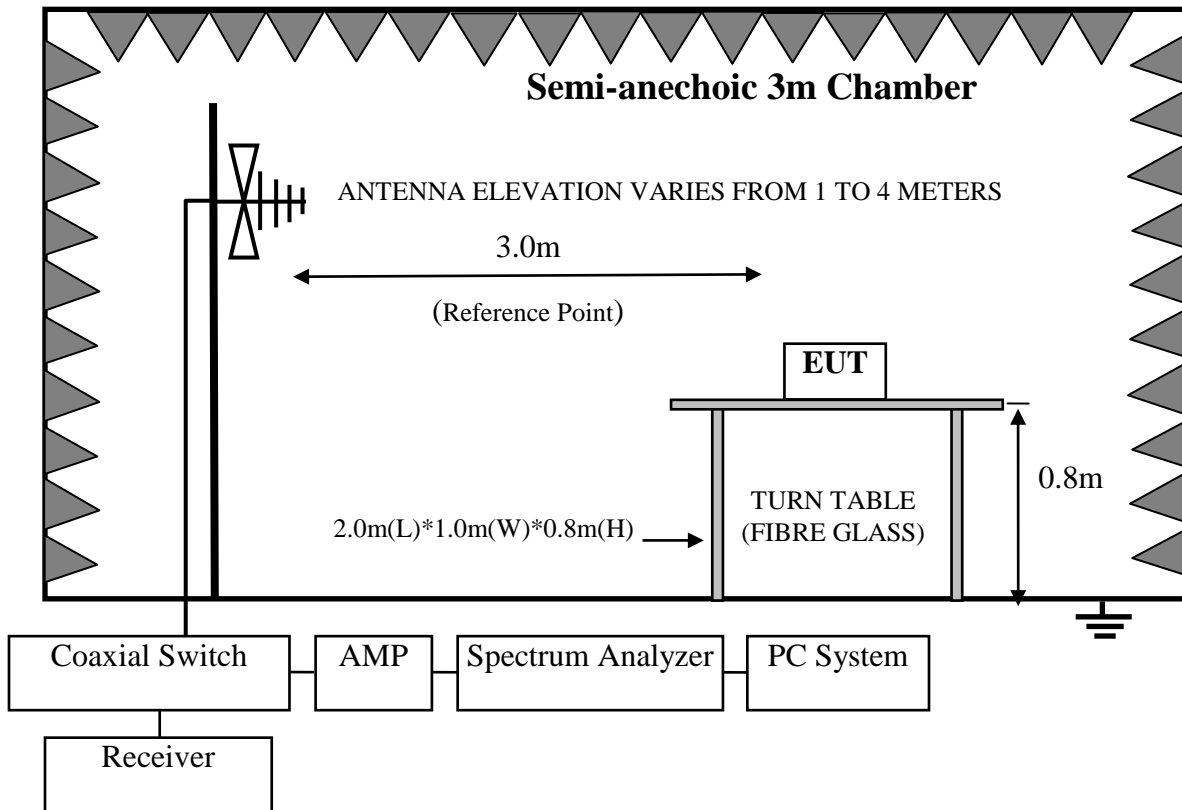 Semi-anechoic 3m Chamber
ANTENNA ELEVATION VARIES FROM 1 TO 4 METERS
3.0m
(Reference Point)
EUT
0.8m
TURN TABLE
(FIBRE GLASS)
2.0m(L)*1.0m(W)*0.8m(H)
Coaxial Switch
AMP
Spectrum Analyzer
PC System
Receiver